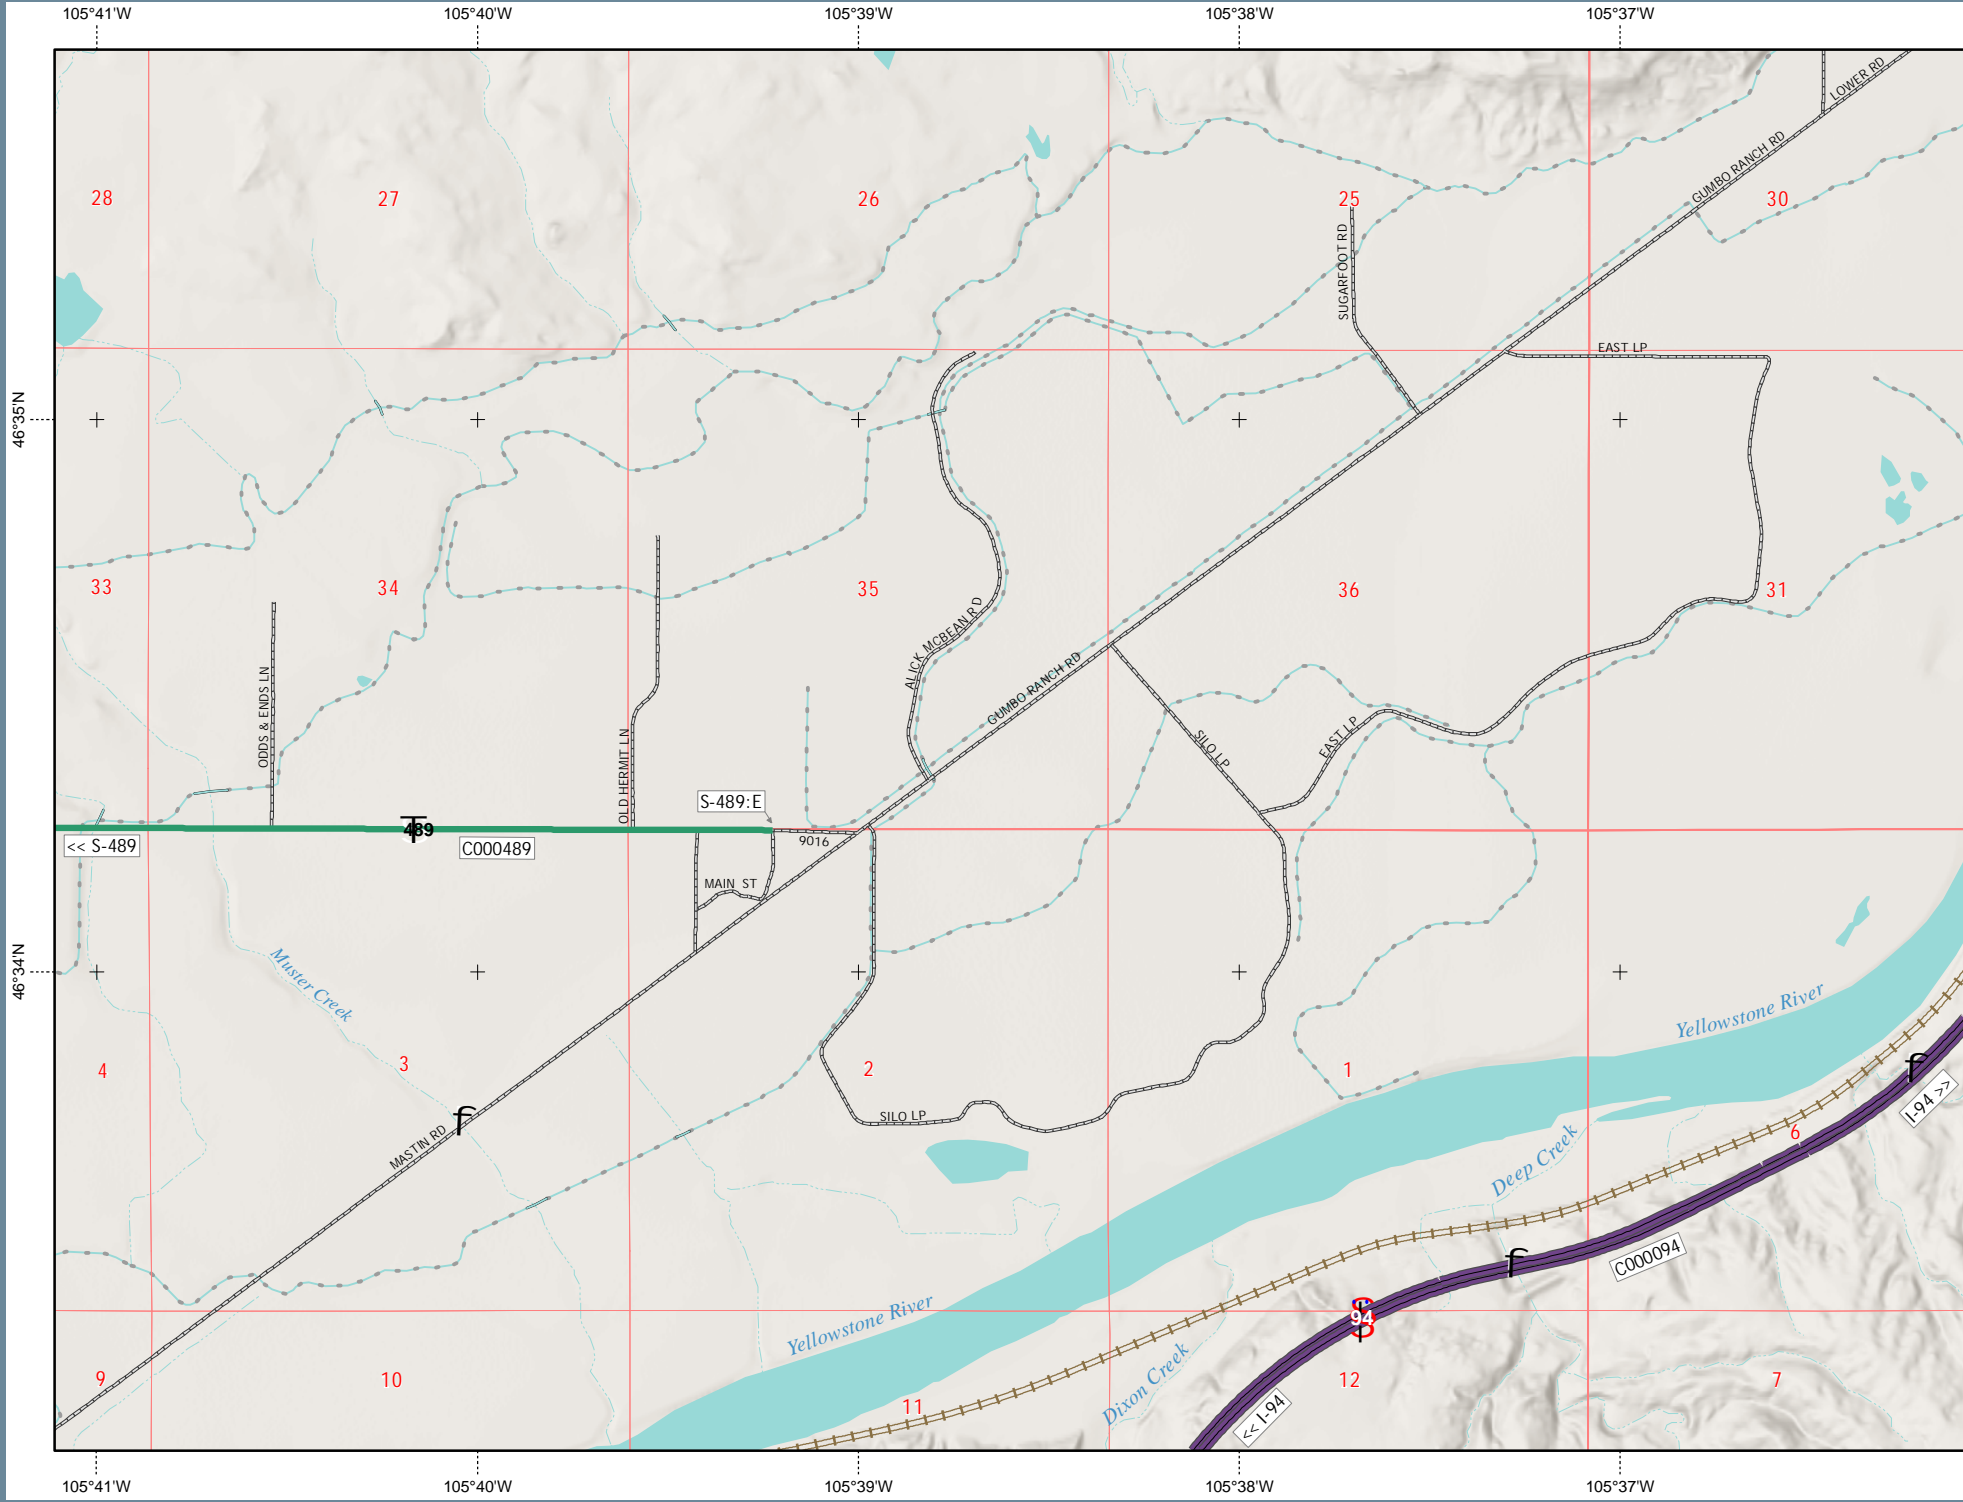 105°41'W
105°40'W
105°39'W
105°38'W
105°37'W
LOWER RD
GUMBO RANCH RD
28
27
26
25
30
SUGARFOOT RD
EAST LP
46°35'N
33
34
35
36
31
ALICK MCBEAN RD
GUMBO RANCH RD
ODDS & ENDS LN
OLD HERMIT LN
SILO LP
EAST LP
S-489:E
489
<< S-489
C000489
9016
MAIN ST
46°34'N
Muster Creek
Yellowstone River
4
3
2
1
6
I-94 >>
SILO LP
MASTIN RD
Deep Creek
C000094
Yellowstone River
94
Dixon Creek
9
10
11
12
7
<< I-94
105°41'W
105°40'W
105°39'W
105°38'W
105°37'W